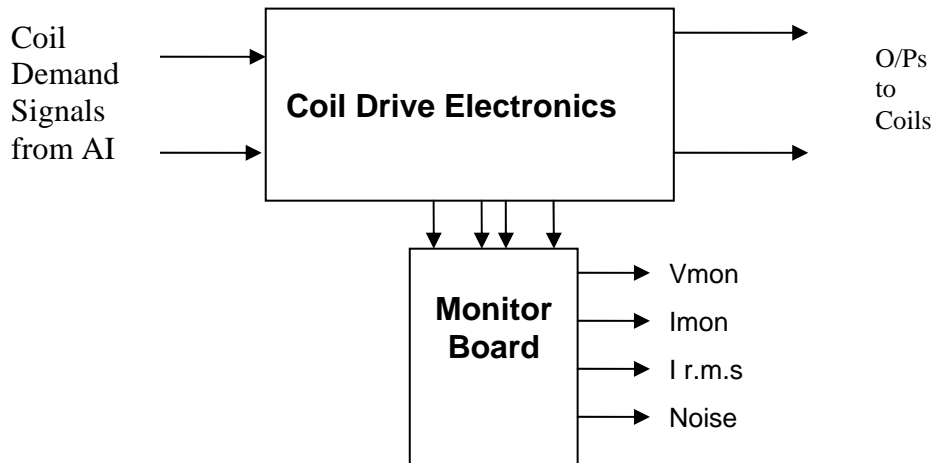 Coil
Demand
Signals
from AI
Coil Drive Electronics
O/Ps
to
Coils
Monitor
Board
Vmon
Imon
I r.m.s
Noise